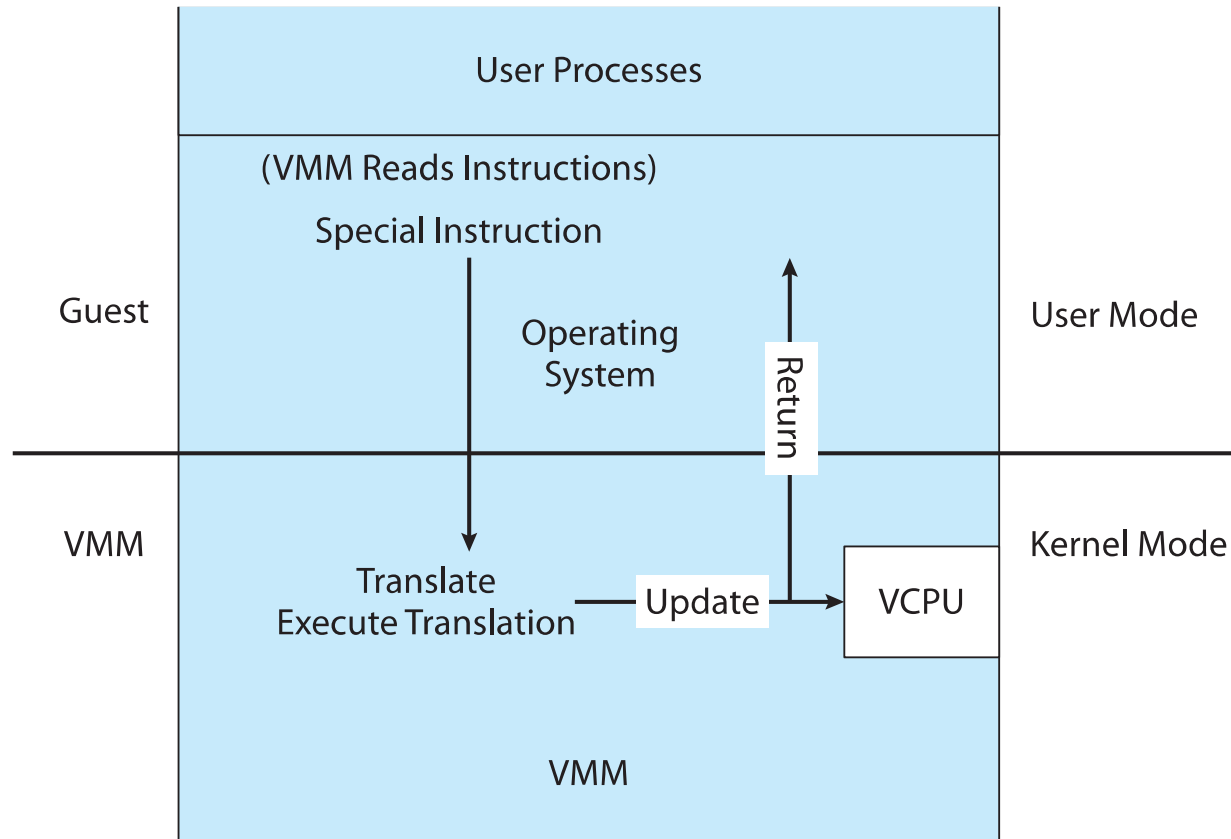 User Processes
(VMM Reads Instructions)
Special Instruction
Guest
Operating
System
User Mode
Return
VMM
Kernel Mode
Translate
Execute Translation
Update
VCPU
VMM